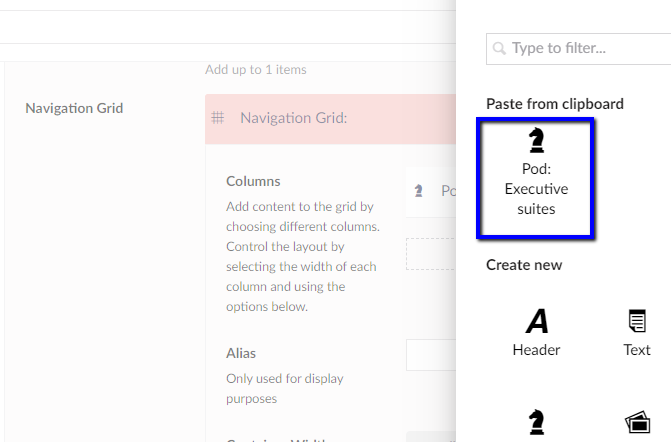 Add up to 1 items
Navigation Grid
Navigation Grid:
Columns
Add content to the grid by
choosing different columns.
Control the layout by
selecting the width of each
column and using the
options below.
Po
Alias
Only used for display
purposes
Type to filter...
Paste from clipboard
Pod:
Executive
suites
Create new
A
Header
Text